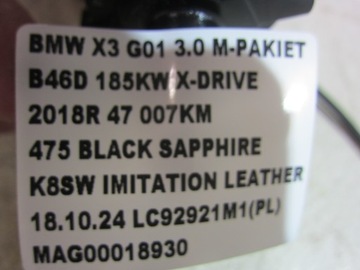 BMW X3 G01 3.0 M-PAKIET
B46D 185KW X-DRIVE
2018R 47 007KM
475 BLACK SAPPHIRE
K8SW IMITATION LEATHER
18.10.24 LC92921M1(PL)
MAG00018930